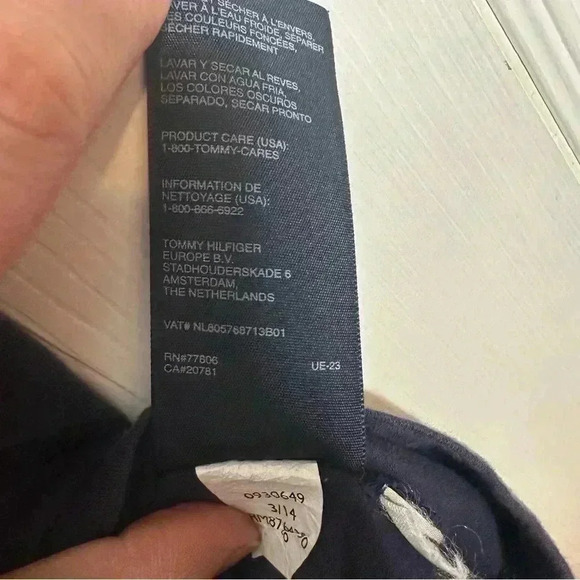 SÉCHER À L'ENVERS,
LAVER À L'EAU FROIDE,
LES COULEURS FONCÉES, SÉPARER
SÉCHER RAPIDEMENT
LAVAR Y SECAR AL REVES,
LAVAR CON AGUA FRIA,
LOS COLORES OSCUROS
SEPARADO, SECAR PRONTO
PRODUCT CARE (USA):
1-800-TOMMY-CARES
INFORMATION DE
NETTOYAGE (USA):
1-800-866-6922
TOMMY HILFIGER
EUROPE B.V.
STADHOUDERSKADE 6
AMSTERDAM,
THE NETHERLANDS
VAT# NL805768713B01
RN#77806
CA#20781 UE-23
0930649
3/14